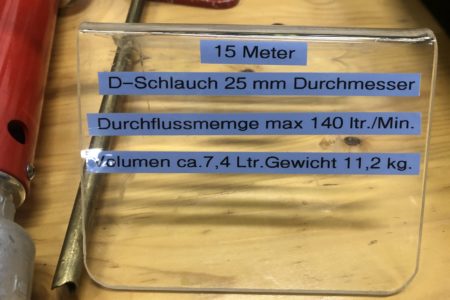 15 Meter
D-Schlauch 25 mm Durchmesser
Durchflussmemge max 140 ltr./Min.
Volumen ca.7,4 Ltr.Gewicht 11,2 kg.